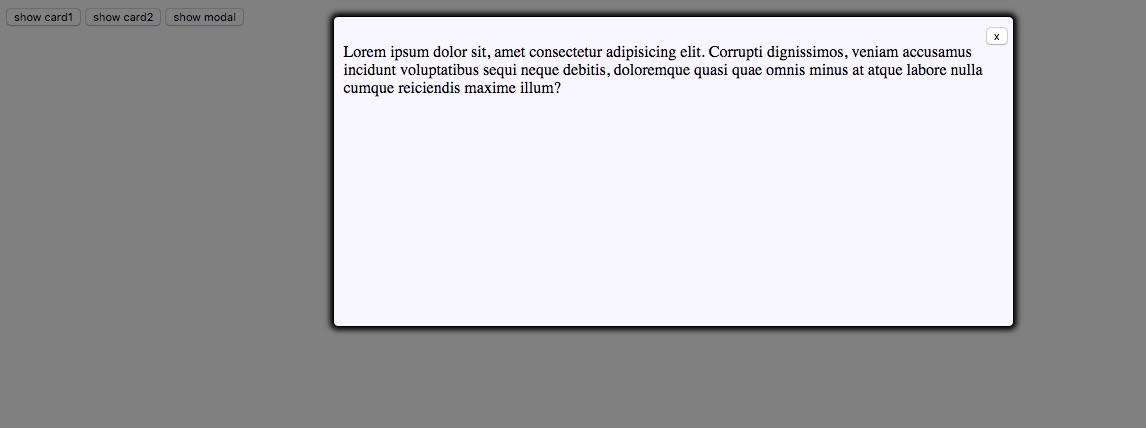 show card1 show card2 show modal
x
Lorem ipsum dolor sit, amet consectetur adipisicing elit. Corrupti dignissimos, veniam accusamus
incidunt voluptatibus sequi neque debitis, doloremque quasi quae omnis minus at atque labore nulla
cumque reiciendis maxime illum?